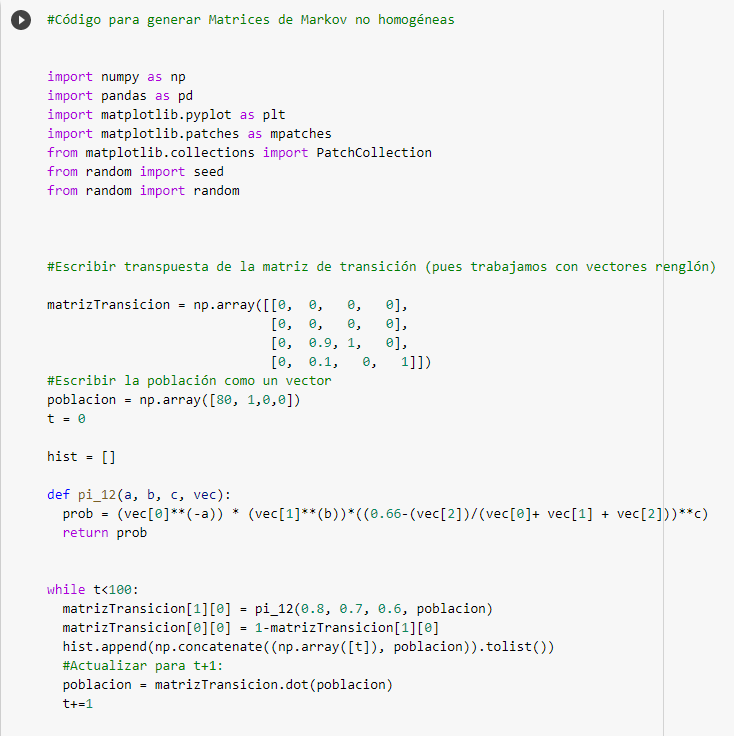 #Código para generar Matrices de Markov no homogéneas
import numpy as np
import pandas as pd
import matplotlib.pyplot as plt
import matplotlib.patches as mpatches
from matplotlib.collections import PatchCollection
from random import seed
from random import random
#Escribir transpuesta de la matriz de transición (pues trabajamos con vectores renglón)
matrizTransicion = np.array([[0, 0, 0, 0],
[0, 0, 0, 0],
[0, 0.9, 1, 0],
[0, 0.1, 0, 1]])
#Escribir la población como un vector
poblacion = np.array([80, 1,0,0])
t = 0
hist = []
def pi_12(a, b, c, vec):
prob = (vec[0]**(-a)) * (vec[1]**(b))*((0.66-(vec[2])/(vec[0]+ vec[1] + vec[2]))**c)
return prob
while t<100:
matrizTransicion[1][0] = pi_12(0.8, 0.7, 0.6, poblacion)
matrizTransicion[0][0] = 1-matrizTransicion[1][0]
hist.append(np.concatenate((np.array([t]), poblacion)).tolist())
#Actualizar para t+1:
poblacion = matrizTransicion.dot(poblacion)
t+=1